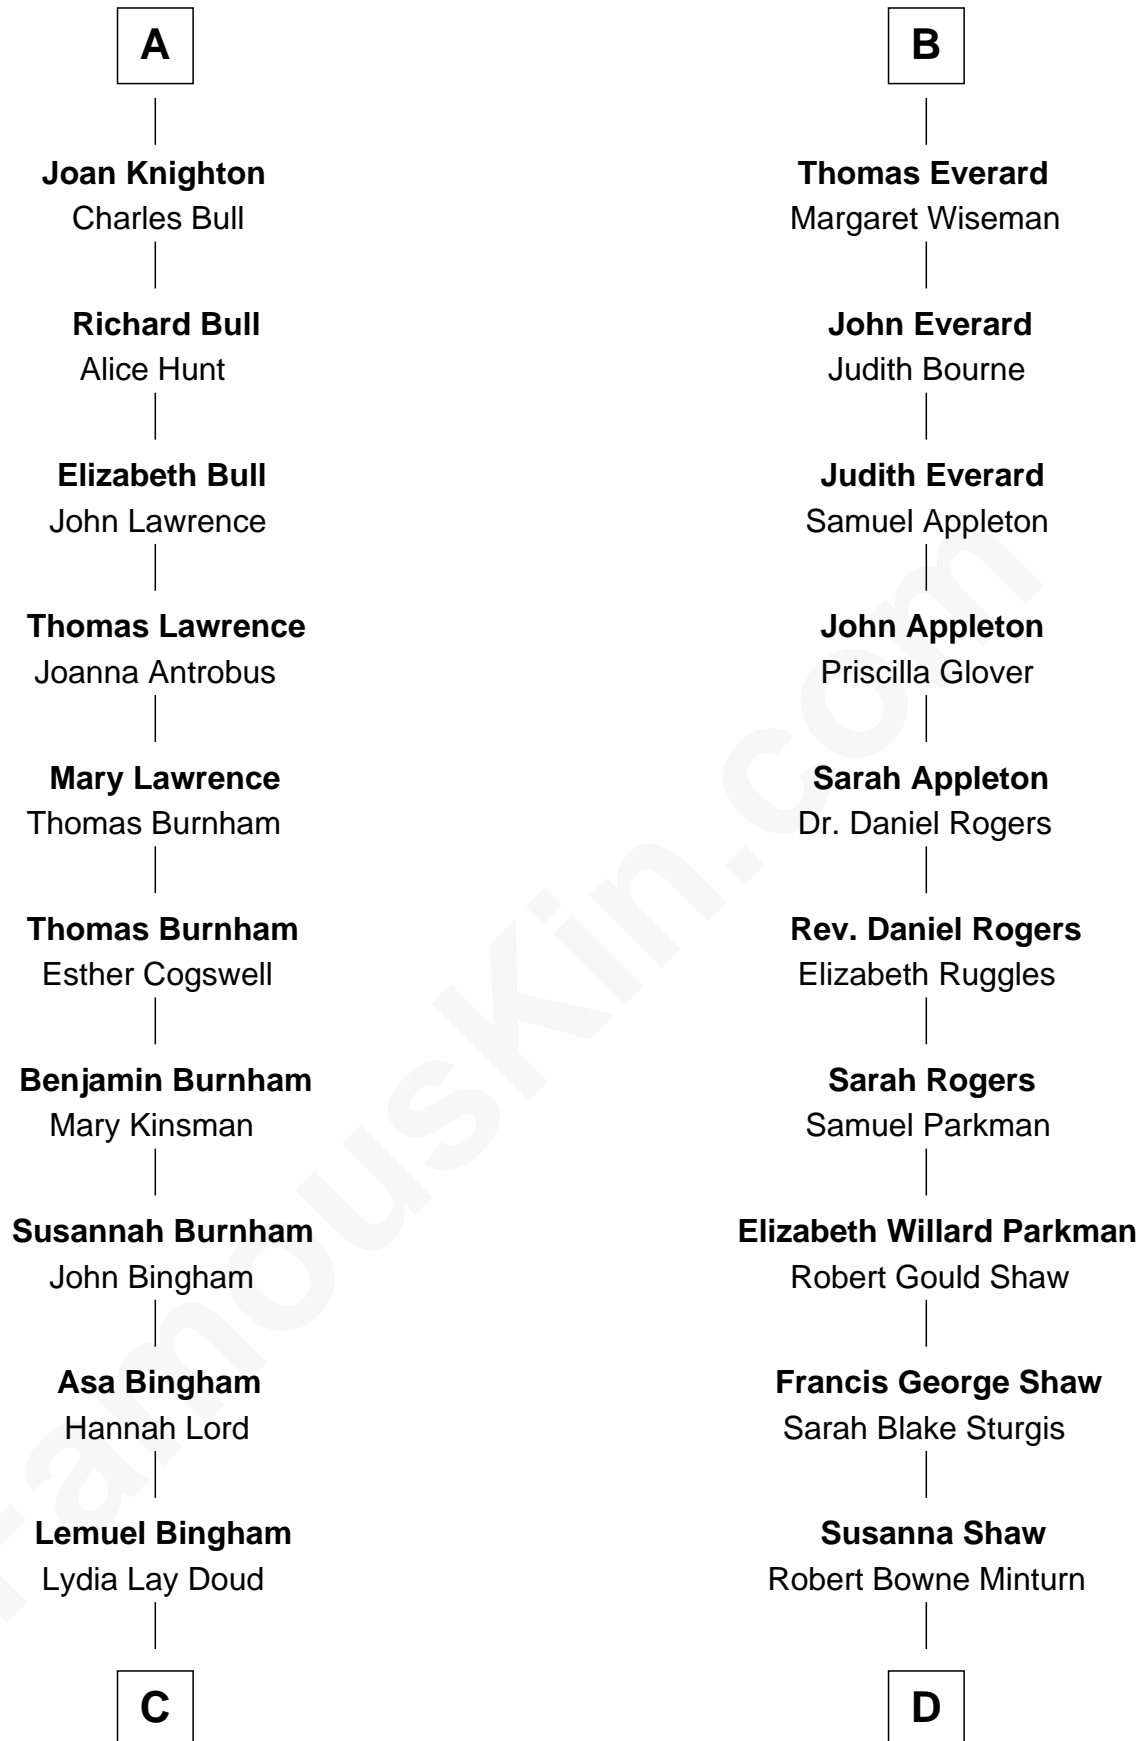 A
Joan Knighton
Charles Bull
Richard Bull
Alice Hunt
Elizabeth Bull
John Lawrence
Thomas Lawrence
Joanna Antrobus
Mary Lawrence
Thomas Burnham
Thomas Burnham
Esther Cogswell
Benjamin Burnham
Mary Kinsman
Susannah Burnham
John Bingham
Asa Bingham
Hannah Lord
Lemuel Bingham
Lydia Lay Doud
C
B
Thomas Everard
Margaret Wiseman
John Everard
Judith Bourne
Judith Everard
Samuel Appleton
John Appleton
Priscilla Glover
Sarah Appleton
Dr. Daniel Rogers
Rev. Daniel Rogers
Elizabeth Ruggles
Sarah Rogers
Samuel Parkman
Elizabeth Willard Parkman
Robert Gould Shaw
Francis George Shaw
Sarah Blake Sturgis
Susanna Shaw
Robert Bowne Minturn
D
FamousKin.com